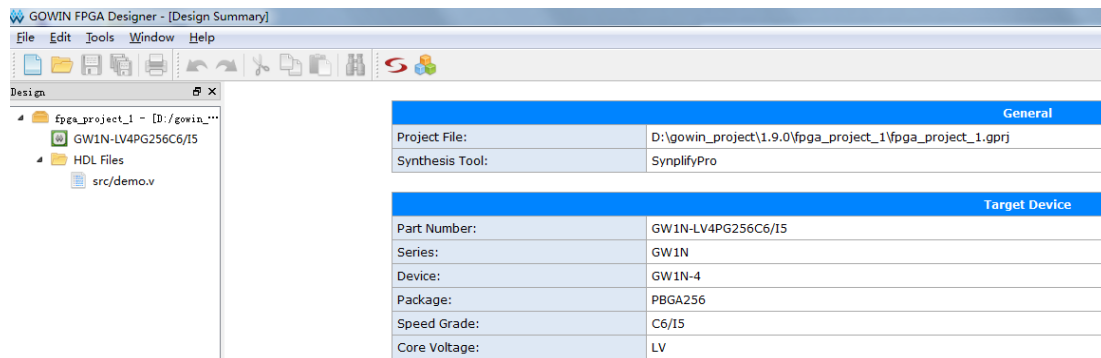 GOWIN FPGA Designer - [Design Summary]
File Edit Tools Window Help
Design
fpga_project_1 - [D:/gowin_...
GW1N-LV4PG256C6/I5
HDL Files
src/demo.v
General
Project File: D:\gowin_project\1.9.0\fpga_project_1\fpga_project_1.gprj
Synthesis Tool: SynplifyPro
Target Device
Part Number: GW1N-LV4PG256C6/I5
Series: GW1N
Device: GW1N-4
Package: PBGA256
Speed Grade: C6/I5
Core Voltage: LV